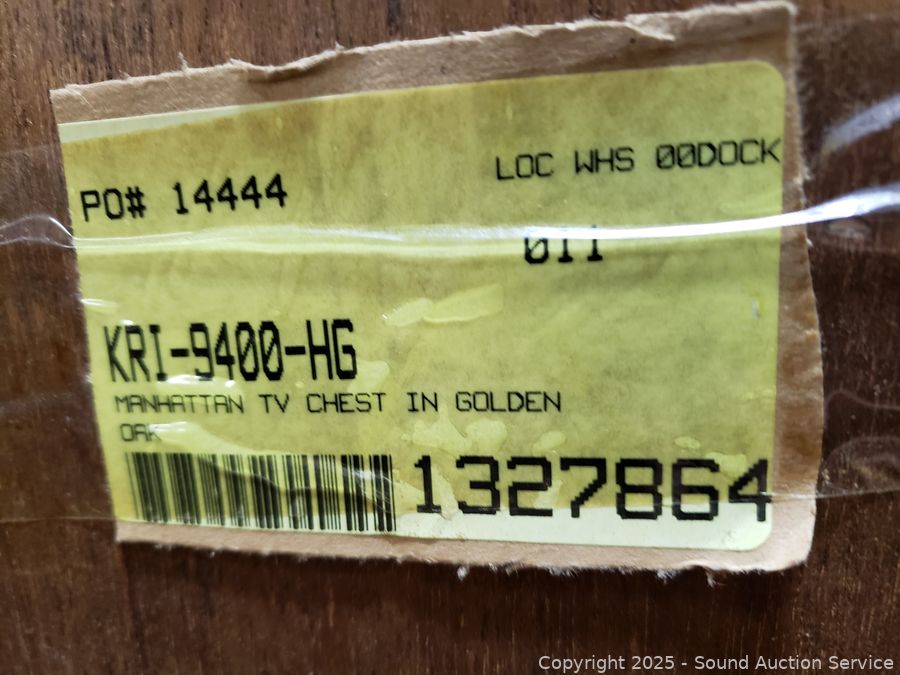 LOC WHS 00DOCK
PO# 14444
011
KRI-9400-HG
MANHATTAN TV CHEST IN GOLDEN
OAK
1327864
Copyright © 2025 - Sound Auction Service